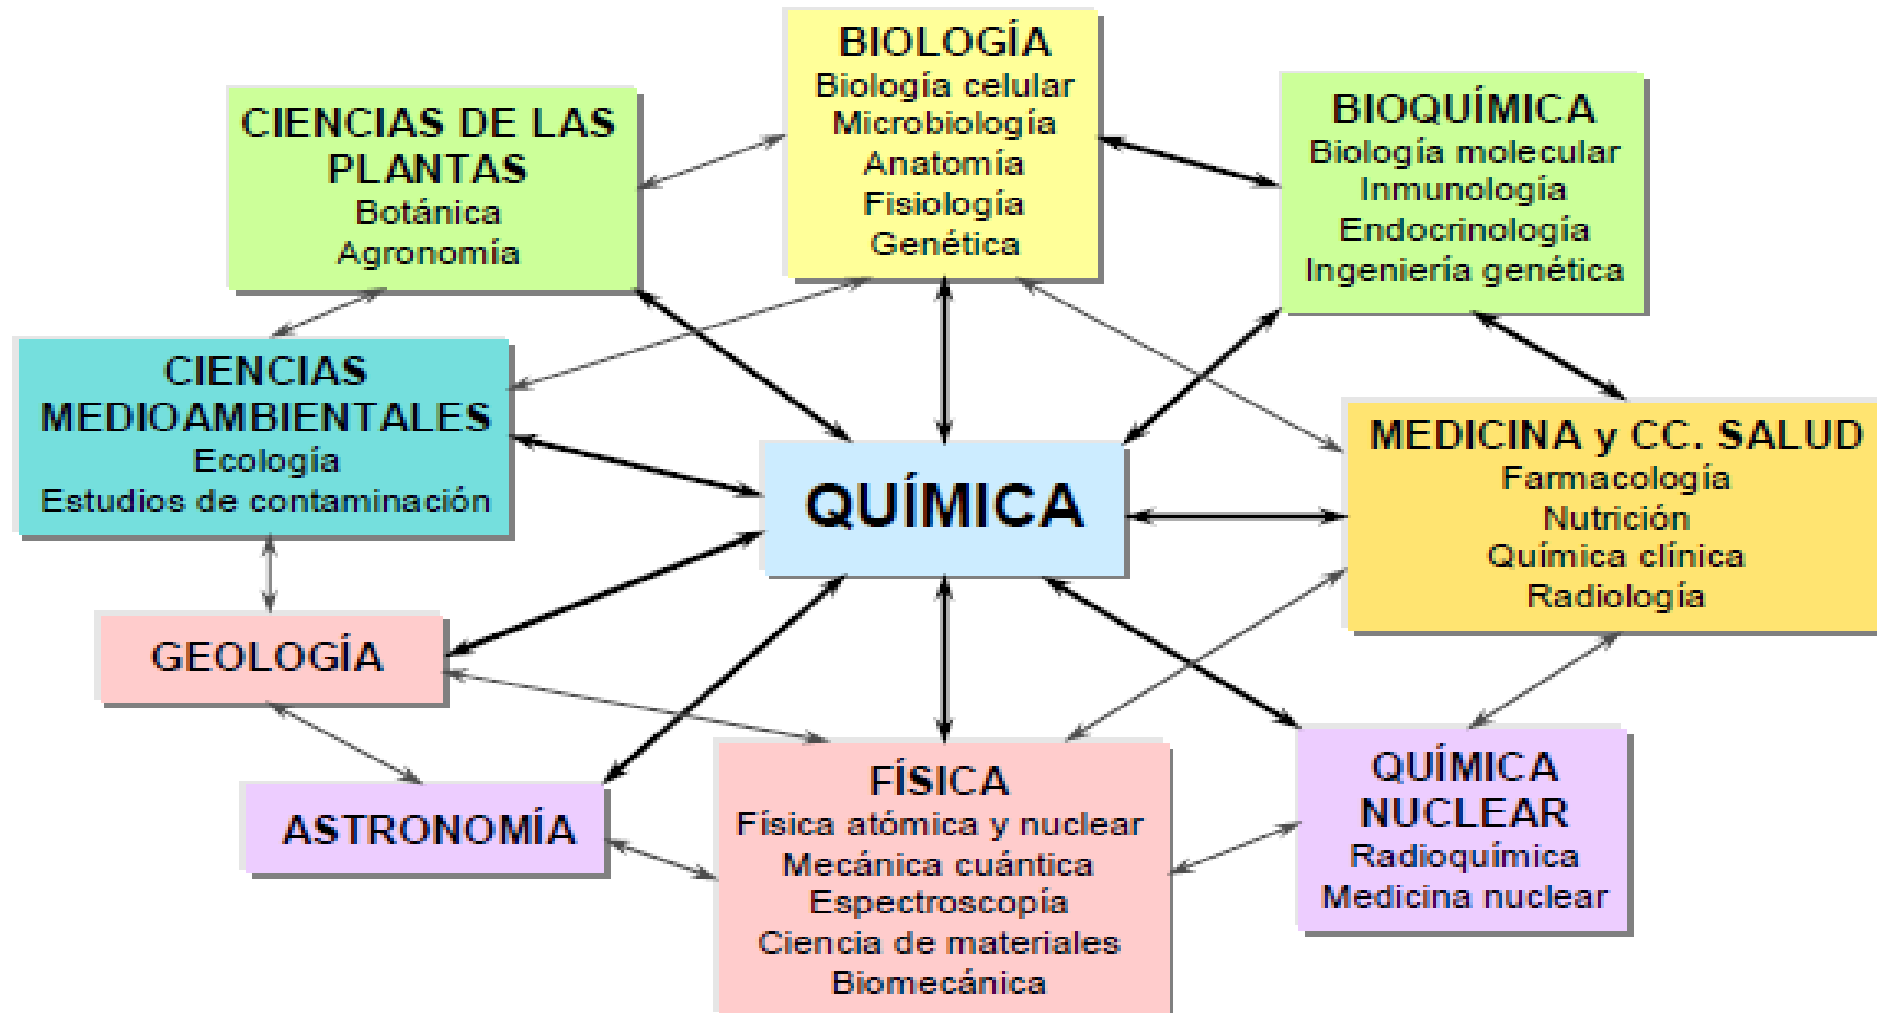 BIOLOGÍA
Biología celular
Microbiología
Anatomía
Fisiología
Genética
CIENCIAS DE LAS
PLANTAS
Botánica
Agronomía
BIOQUÍMICA
Biología molecular
Inmunología
Endocrinología
Ingeniería genética
CIENCIAS
MEDIOAMBIENTALES
Ecología
Estudios de contaminación
QUÍMICA
MEDICINA y CC. SALUD
Farmacología
Nutrición
Química clínica
Radiología
GEOLOGÍA
ASTRONOMÍA
FÍSICA
Física atómica y nuclear
Mecánica cuántica
Espectroscopía
Ciencia de materiales
Biomecánica
QUÍMICA
NUCLEAR
Radioquímica
Medicina nuclear